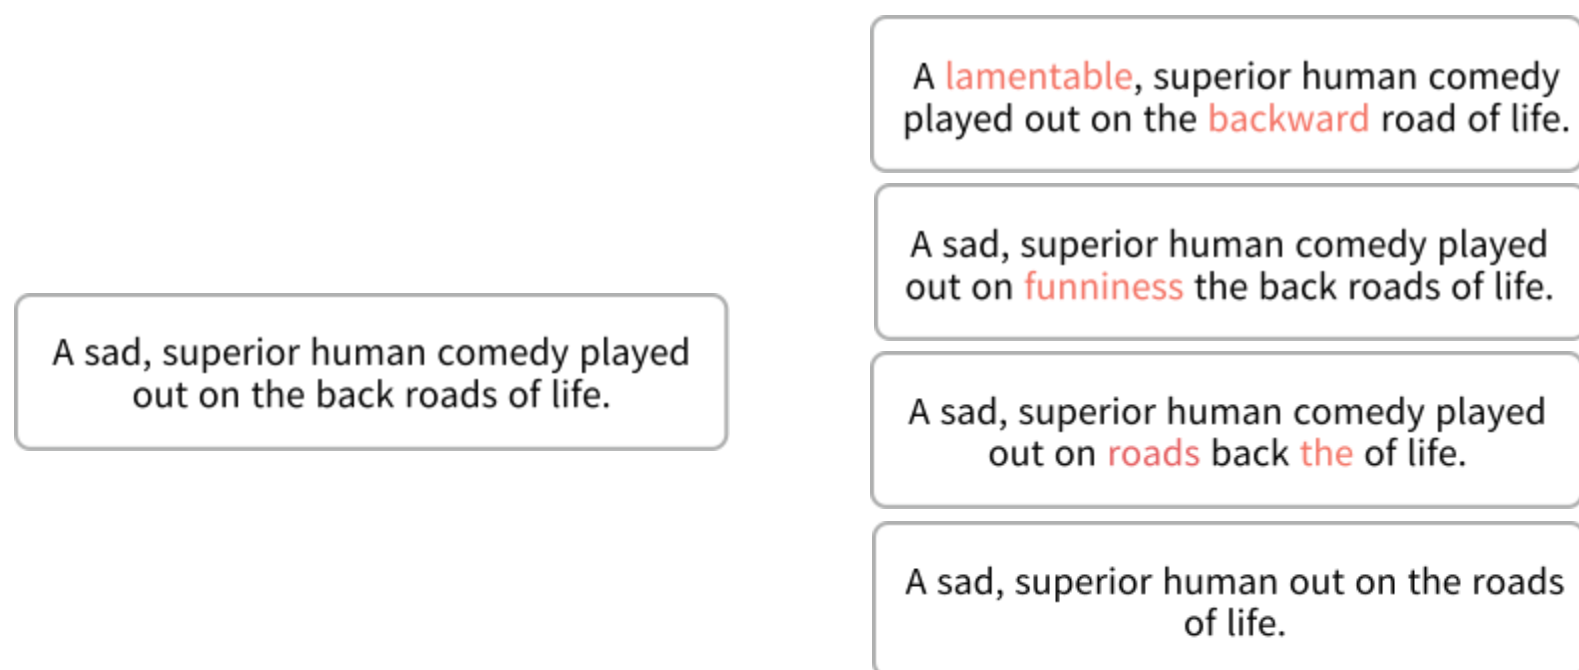 A sad, superior human comedy played
out on the back roads of life.
A lamentable, superior human comedy
played out on the backward road of life.
A sad, superior human comedy played
out on funniness the back roads of life.
A sad, superior human comedy played
out on roads back the of life.
A sad, superior human out on the roads
of life.